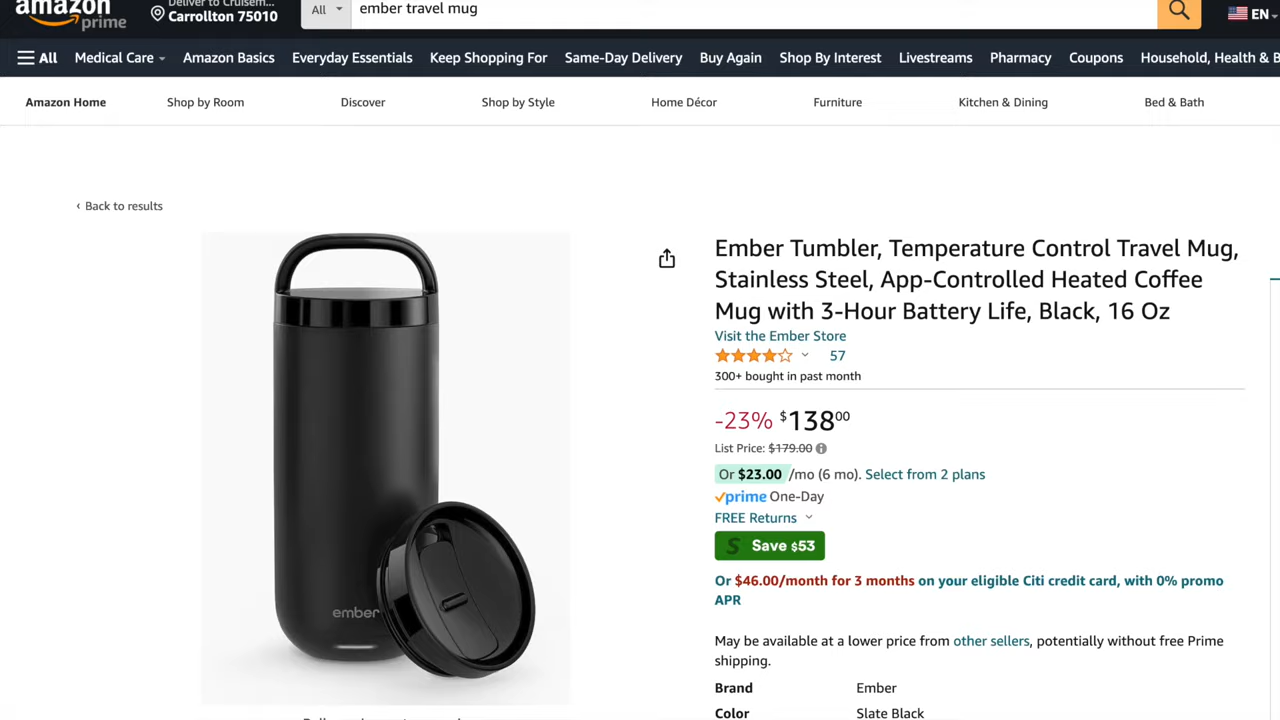 amazon
prime
Deliver to Cruisem...
Carrollton 75010
All
ember travel mug
EN
All
Medical Care
Amazon Basics
Everyday Essentials
Keep Shopping For
Same-Day Delivery
Buy Again
Shop By Interest
Livestreams
Pharmacy
Coupons
Household, Health & B
Amazon Home
Shop by Room
Discover
Shop by Style
Home Décor
Furniture
Kitchen & Dining
Bed & Bath
‹ Back to results
ember
Ember Tumbler, Temperature Control Travel Mug,
Stainless Steel, App-Controlled Heated Coffee
Mug with 3-Hour Battery Life, Black, 16 Oz
Visit the Ember Store
57
300+ bought in past month
-23% $13800
List Price: $179.00
Or $23.00 /mo (6 mo). Select from 2 plans
prime One-Day
FREE Returns
S Save $53
Or $46.00/month for 3 months on your eligible Citi credit card, with 0% promo
APR
May be available at a lower price from other sellers, potentially without free Prime
shipping.
Brand Ember
Color Slate Black